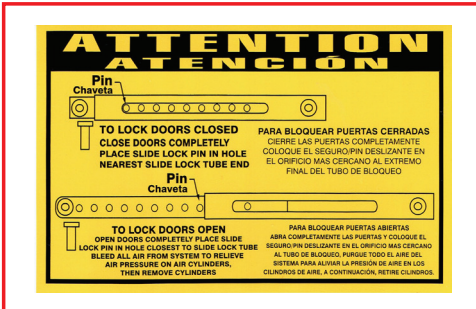 ATTENTION
ATENCIÓN
Pin
Chaveta
TO LOCK DOORS CLOSED
CLOSE DOORS COMPLETELY
PLACE SLIDE LOCK PIN IN HOLE
NEAREST SLIDE LOCK TUBE END
PARA BLOQUEAR PUERTAS CERRADAS
CIERRE LAS PUERTAS COMPLETAMENTE
COLOQUE EL SEGURO/PIN DESLIZANTE EN
EL ORIFICIO MAS CERCANO AL EXTREMO
FINAL DEL TUBO DE BLOQUEO
Pin
Chaveta
TO LOCK DOORS OPEN
OPEN DOORS COMPLETELY PLACE SLIDE
LOCK PIN IN HOLE CLOSEST TO SLIDE LOCK TUBE
BLEED ALL AIR FROM SYSTEM TO RELIEVE
AIR PRESSURE ON AIR CYLINDERS,
THEN REMOVE CYLINDERS
PARA BLOQUEAR PUERTAS ABIERTAS
ABRA COMPLETAMENTE LAS PUERTAS Y COLOQUE EL
SEGURO/PIN DESLIZANTE EN EL ORIFICIO MAS CERCANO
AL TUBO DE BLOQUEO, PURGUE TODO EL AIRE DEL
SISTEMA PARA ALIVIAR LA PRESIÓN DE AIRE EN LOS
CILINDROS DE AIRE, A CONTINUACIÓN, RETIRE CILINDROS.